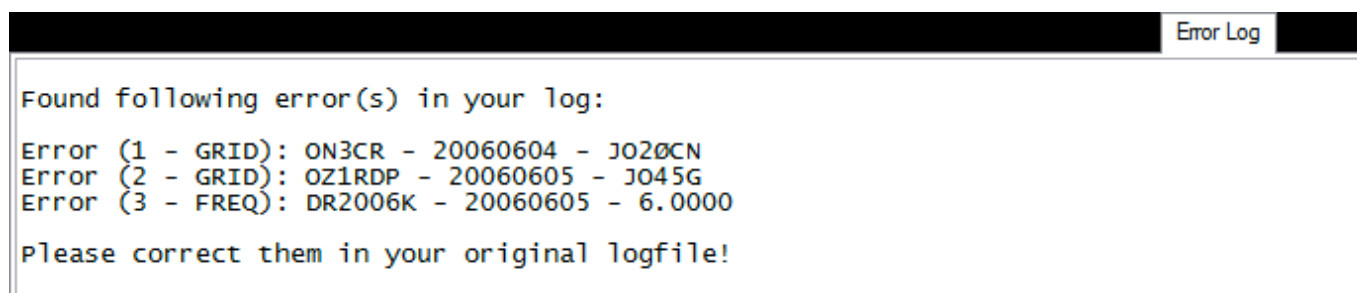 Error Log
Found following error(s) in your log:
Error (1 - GRID): ON3CR - 20060604 - JO2ØCN
Error (2 - GRID): OZ1RDP - 20060605 - JO45G
Error (3 - FREQ): DR2006K - 20060605 - 6.0000
Please correct them in your original logfile!